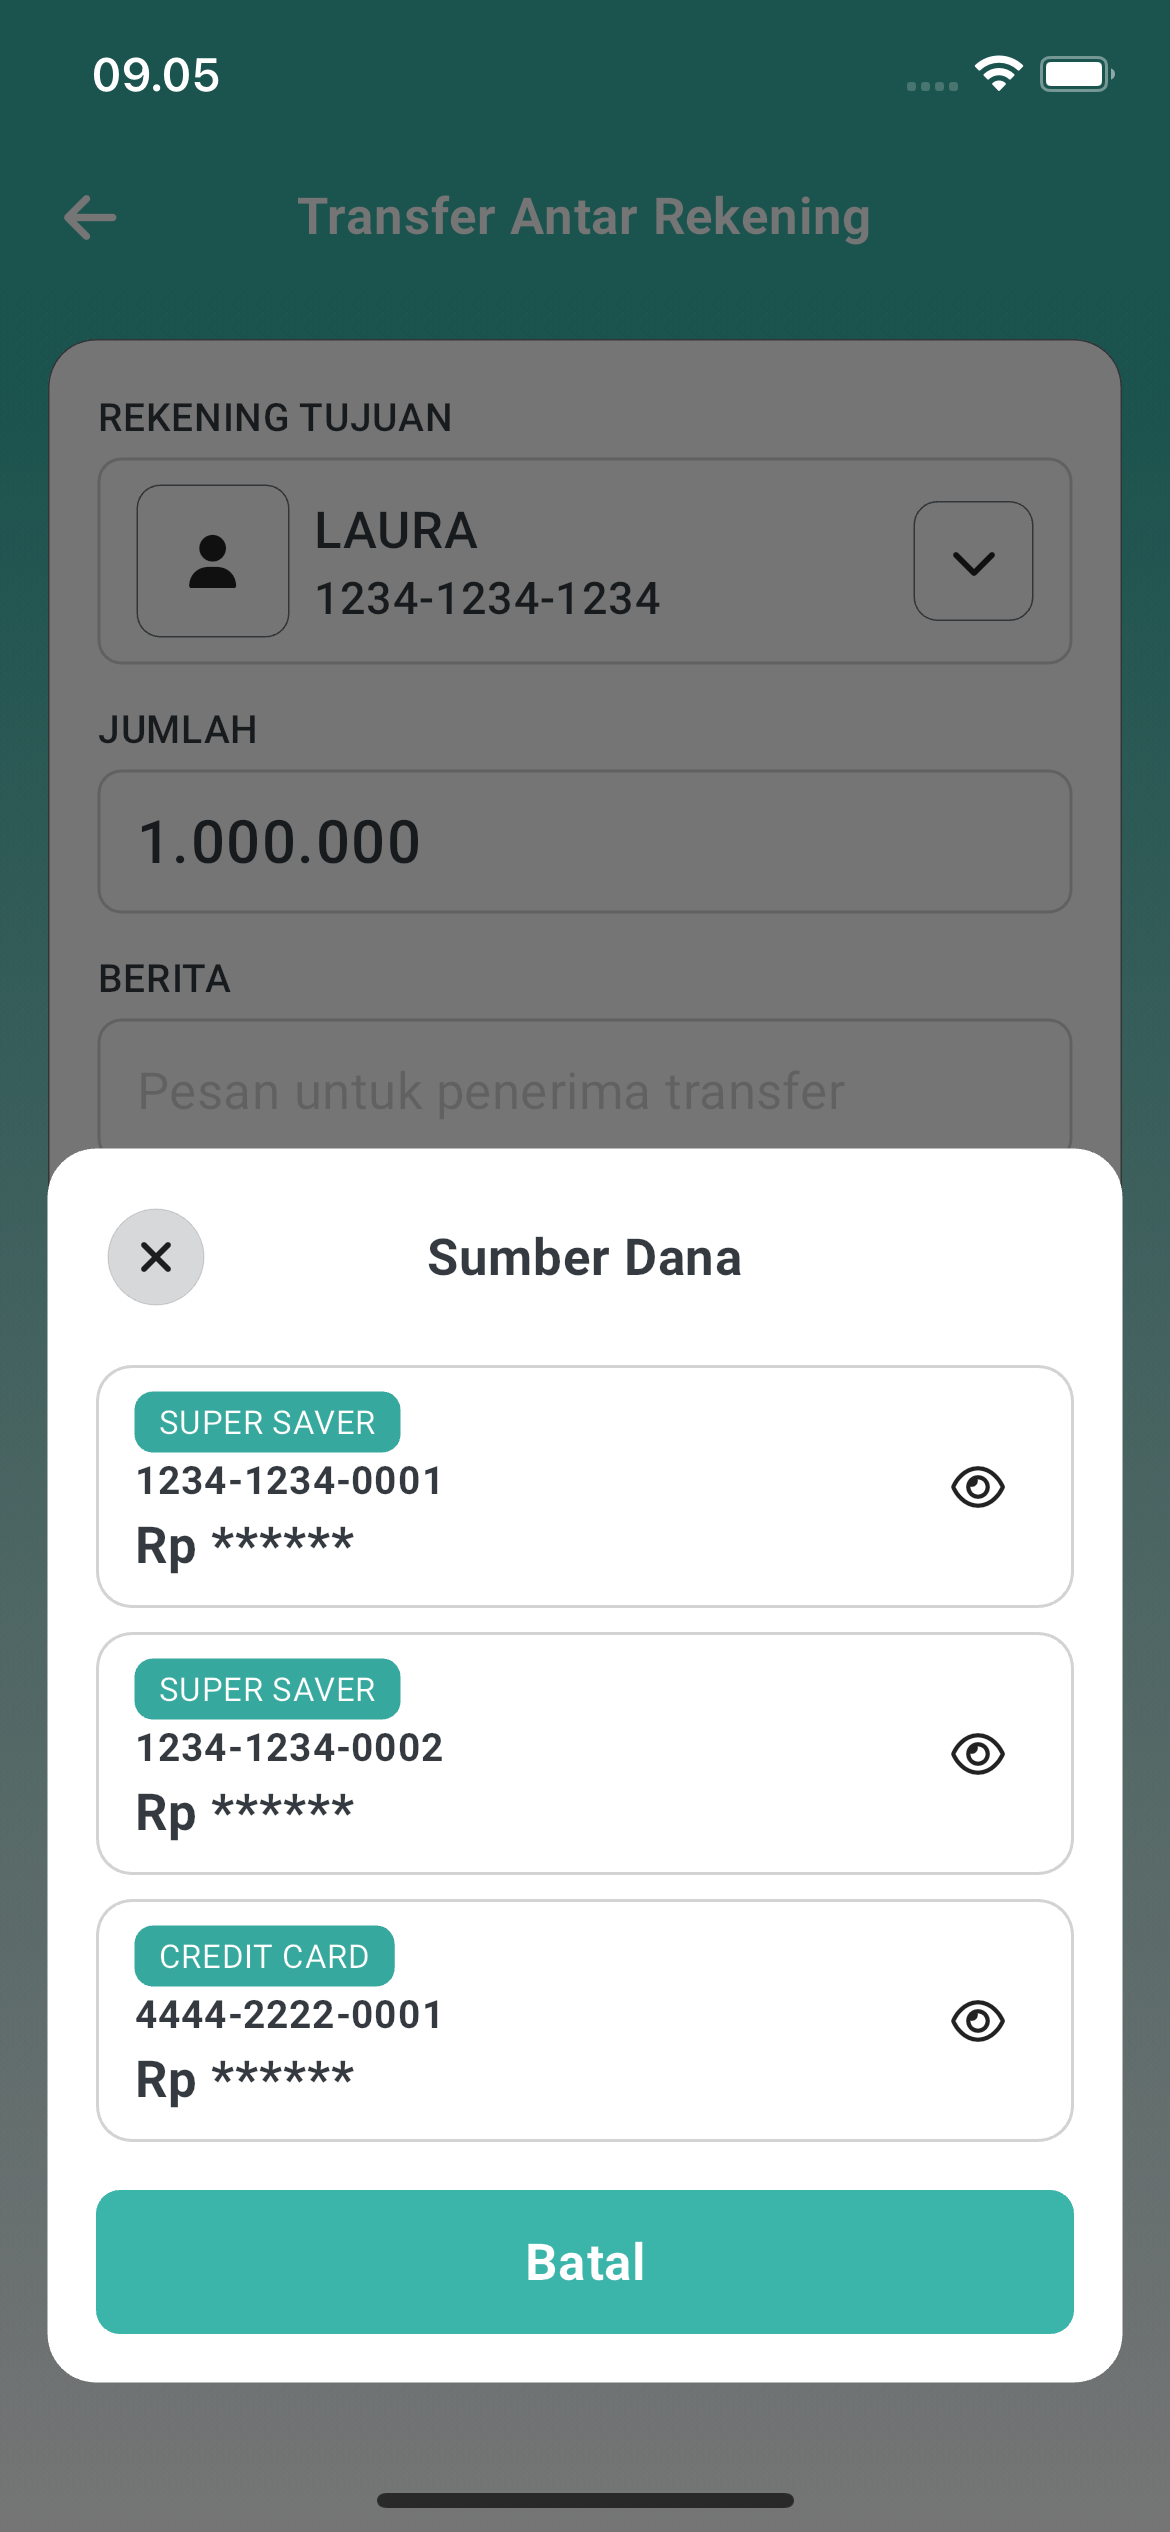 09.05
Transfer Antar Rekening
REKENING TUJUAN
LAURA
1234-1234-1234
JUMLAH
1.000.000
BERITA
Pesan untuk penerima transfer
Sumber Dana
SUPER SAVER
1234-1234-0001
Rp ******
SUPER SAVER
1234-1234-0002
Rp ******
CREDIT CARD
4444-2222-0001
Rp ******
Batal